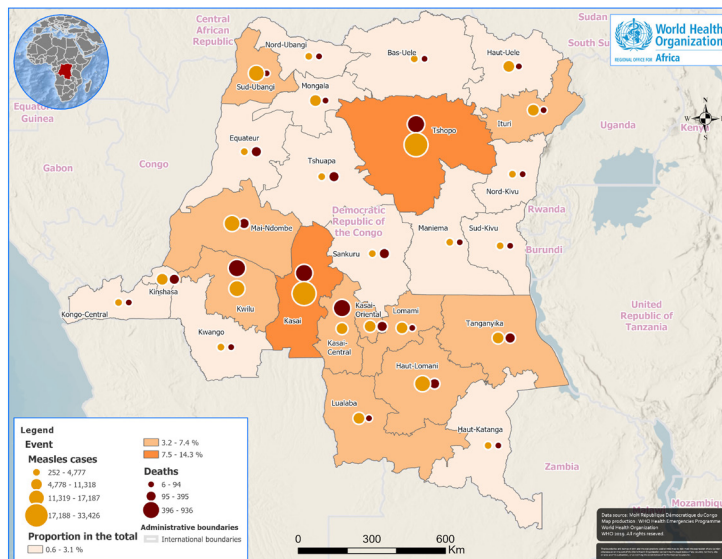 Central
African
Republic
Sudan
South Su
World Health
Organization
REGIONAL OFFICE FOR Africa
Nord-Ubangi
Bas-Uele
Haut-Uele
Sud-Ubangi
Mongala
Equatorial
Guinea
Ituri
Tshopo
N
W E
S
Uganda
Kenya
Equateur
Gabon
Congo
Tshuapa
Nord-Kivu
Democratic
Republic of
the Congo
Rwanda
Mai-Ndombe
Maniema
Sud-Kivu
Sankuru
Burundi
Kinshasa
Kongo-Central
Kwilu
Kasai
Kasai-
Oriental
Lomami
Tanganyika
United
Republic of
Tanzania
Kwango
Kasai-
Central
Haut-Lomani
Lualaba
Haut-Katanga
Zambia
Mozambique
Legend
Event
Measles cases
252 - 4,777
4,778 - 11,318
11,319 - 17,187
17,188 - 33,426
Proportion in the total
0.6 - 3.1 %
3.2 - 7.4 %
7.5 - 14.3 %
Deaths
6 - 94
95 - 395
396 - 936
Administrative boundaries
International boundaries
0 300 600
Km
Data source: MoH République Démocratique du Congo
Map production : WHO Health Emergencies Programme
World Health Organization
WHO 2019. All rights reserved